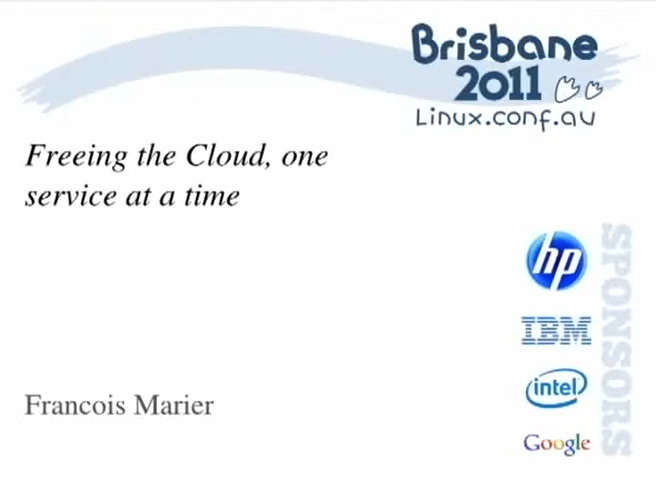 Brisbane
2011
Linux.conf.au
Freeing the Cloud, one
service at a time
hp
IBM
intel
Google
SPONSORS
Francois Marier